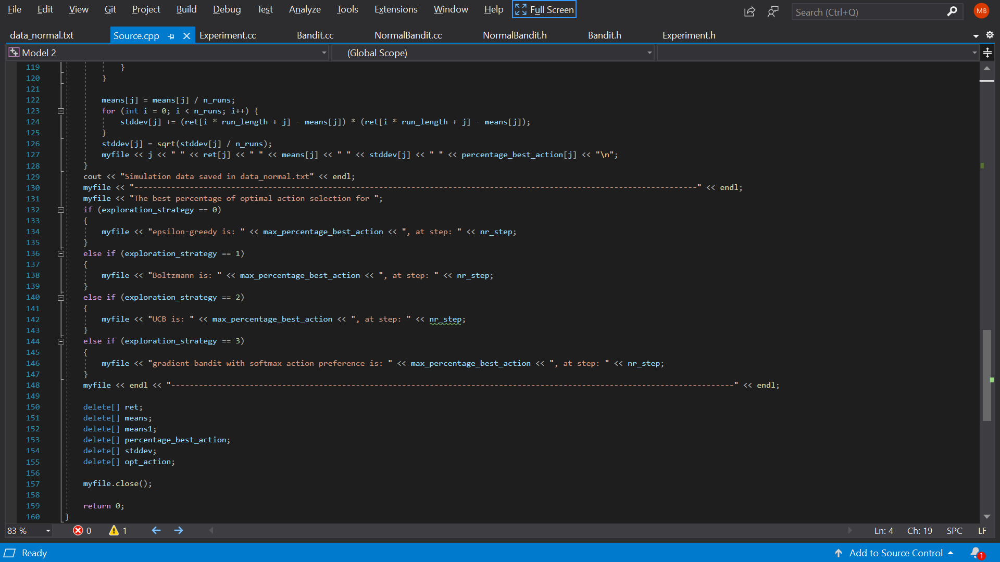 File Edit View Git Project Build Debug Test Analyze Tools Extensions Window Help Full Screen Search (Ctrl+Q) MB
data_normal.txt Source.cpp Experiment.cc Bandit.cc NormalBandit.cc NormalBandit.h Bandit.h Experiment.h
Model 2 (Global Scope)
119 }
120 }
121
122 means[j] = means[j] / n_runs;
123 for (int i = 0; i < n_runs; i++) {
124 stddev[j] += (ret[i * run_length + j] - means[j]) * (ret[i * run_length + j] - means[j]);
125 }
126 stddev[j] = sqrt(stddev[j] / n_runs);
127 myfile << j << " " << ret[j] << " " << means[j] << " " << stddev[j] << " " << percentage_best_action[j] << "\n";
128 }
129 cout << "Simulation data saved in data_normal.txt" << endl;
130 myfile << "--------------------------------------------------------------------------------------------------------------------------" << endl;
131 myfile << "The best percentage of optimal action selection for ";
132 if (exploration_strategy == 0)
133 {
134 myfile << "epsilon-greedy is: " << max_percentage_best_action << ", at step: " << nr_step;
135 }
136 else if (exploration_strategy == 1)
137 {
138 myfile << "Boltzmann is: " << max_percentage_best_action << ", at step: " << nr_step;
139 }
140 else if (exploration_strategy == 2)
141 {
142 myfile << "UCB is: " << max_percentage_best_action << ", at step: " << nr_step;
143 }
144 else if (exploration_strategy == 3)
145 {
146 myfile << "gradient bandit with softmax action preference is: " << max_percentage_best_action << ", at step: " << nr_step;
147 }
148 myfile << endl << "--------------------------------------------------------------------------------------------------------------------------" << endl;
149
150 delete[] ret;
151 delete[] means;
152 delete[] means1;
153 delete[] percentage_best_action;
154 delete[] stddev;
155 delete[] opt_action;
156
157 myfile.close();
158
159 return 0;
160 }
83 % 0 1 Ln: 4 Ch: 19 SPC LF
Ready Add to Source Control 1